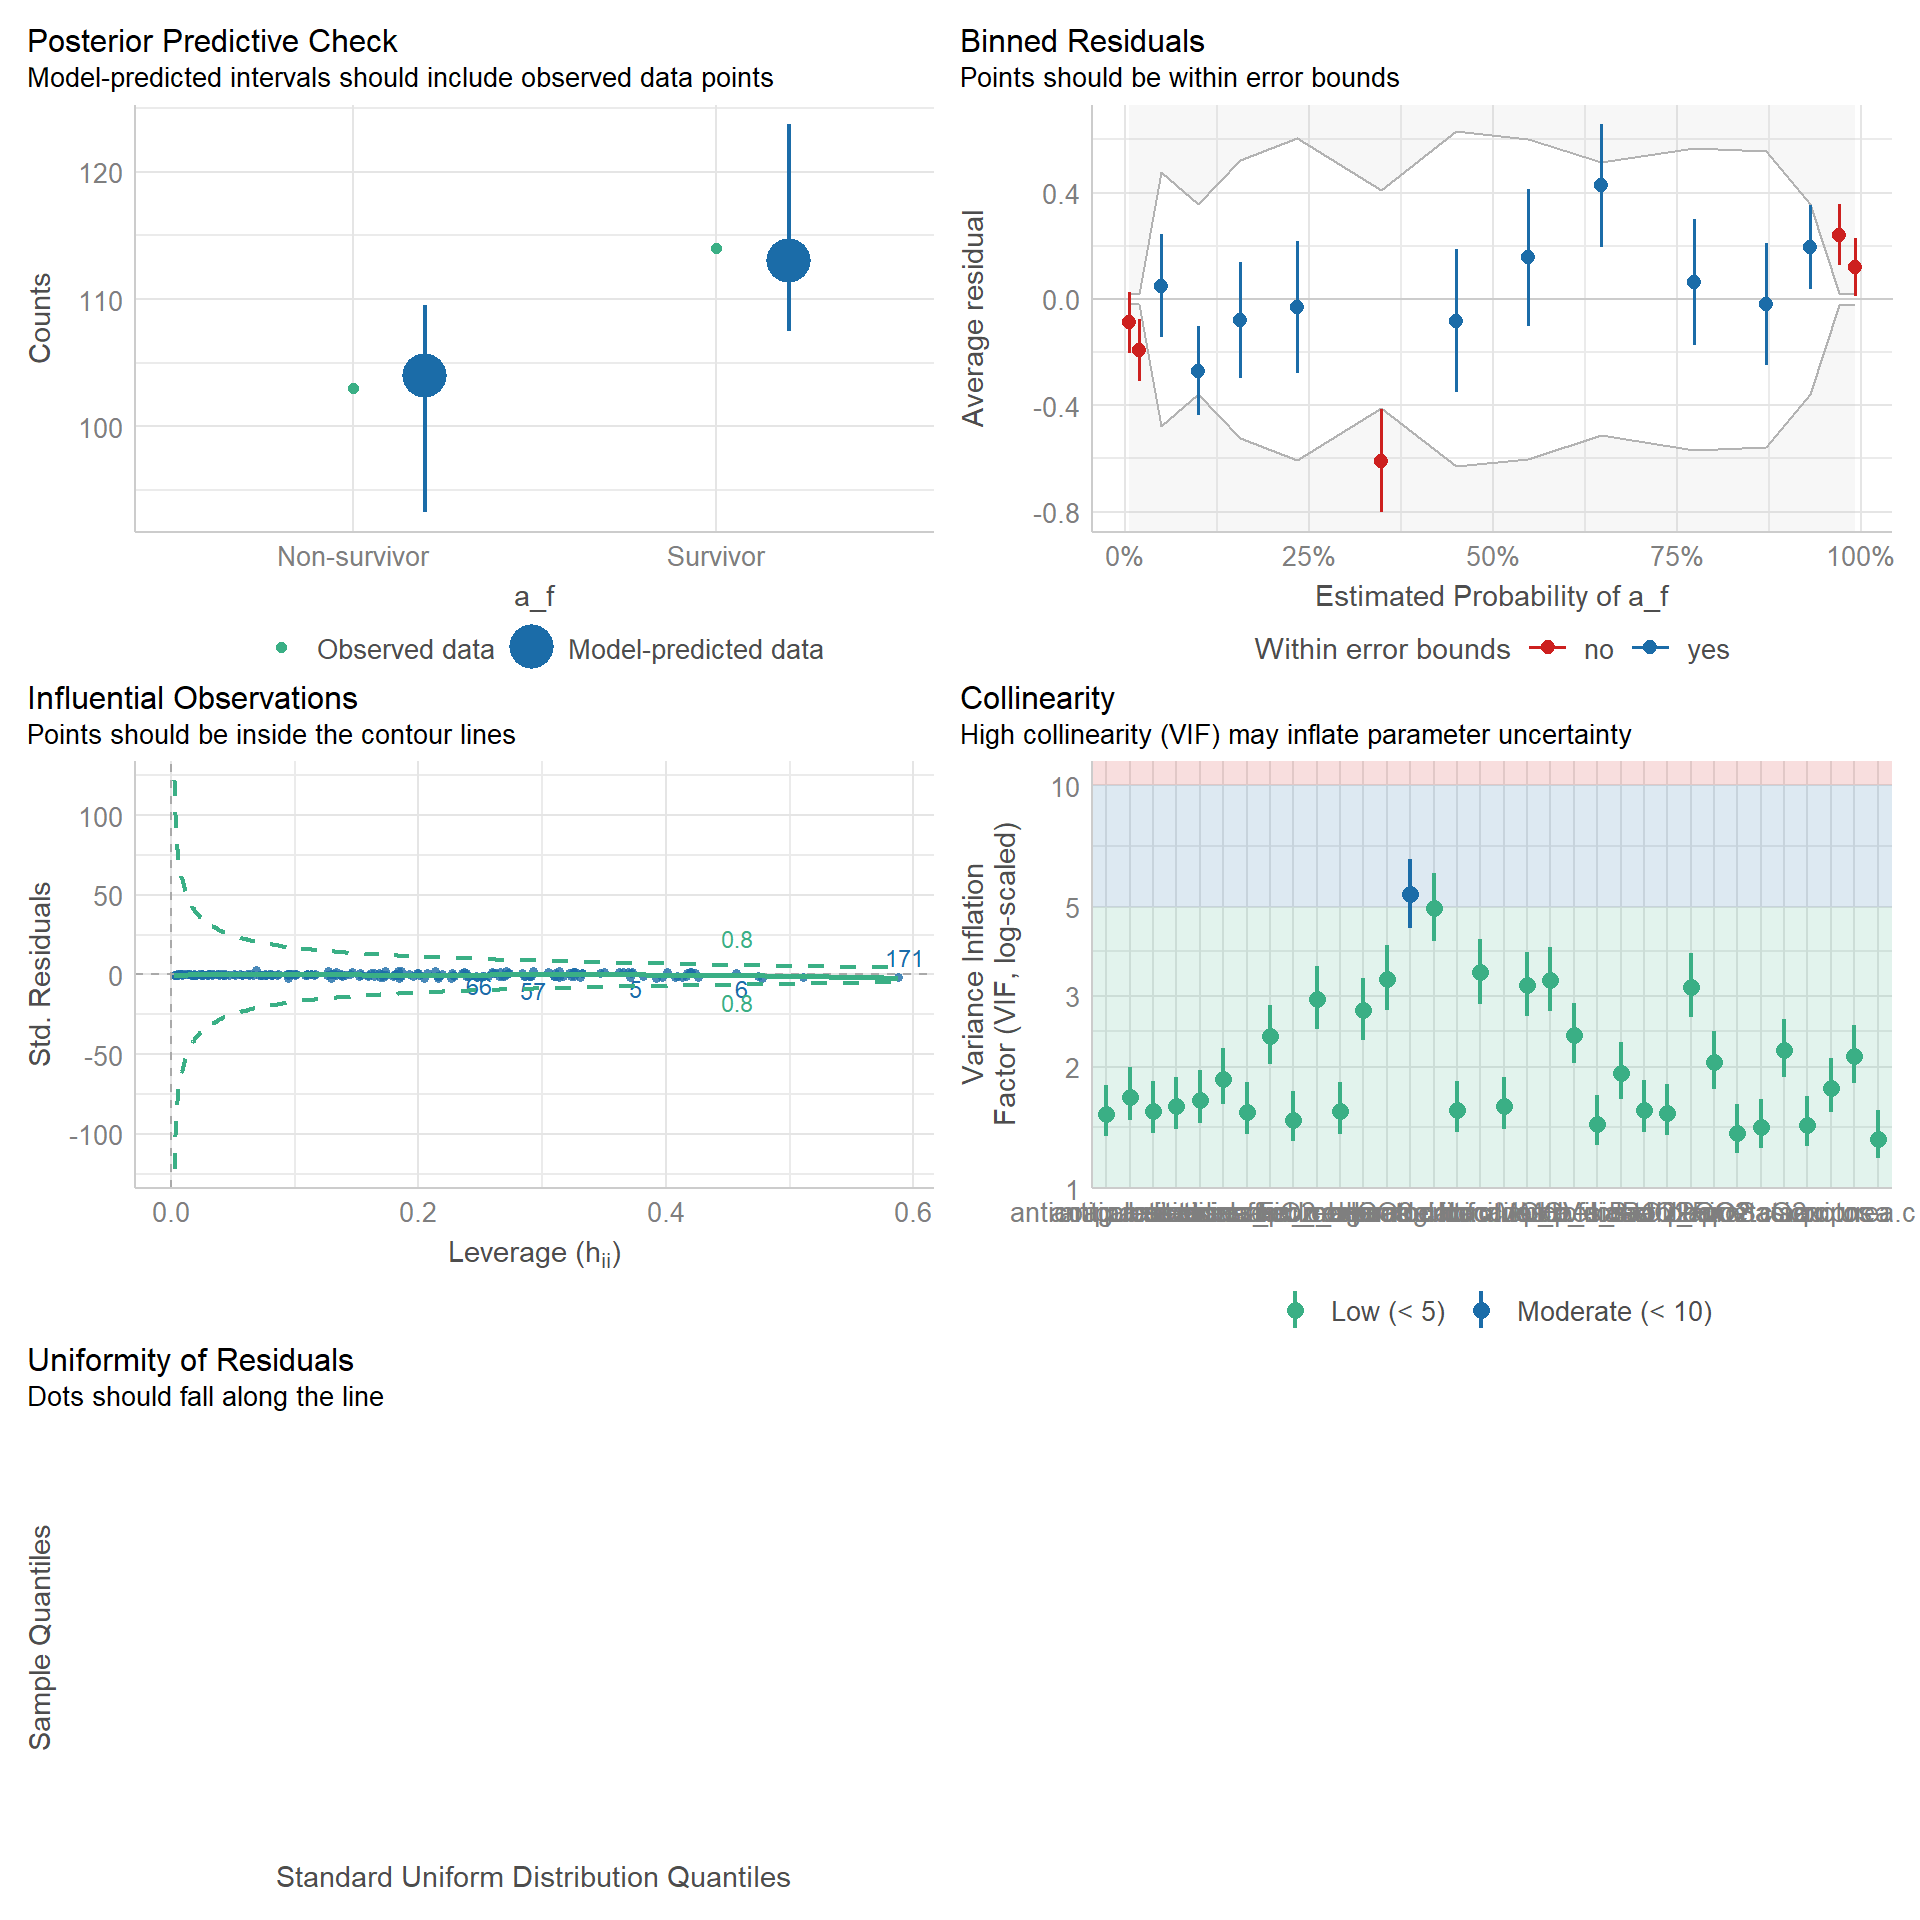 Posterior Predictive Check
Model-predicted intervals should include observed data points
Counts
120
110
100
Non-survivor
Survivor
a_f
Observed data
Model-predicted data
Binned Residuals
Points should be within error bounds
Average residual
0.4
0.0
-0.4
-0.8
0%
25%
50%
75%
100%
Estimated Probability of a_f
Within error bounds
no
yes
Influential Observations
Points should be inside the contour lines
Std. Residuals
100
50
0
-50
-100
0.8
171
66
57
5
6
0.8
0.0
0.2
0.4
0.6
Leverage (hii)
Collinearity
High collinearity (VIF) may inflate parameter uncertainty
Variance Inflation
Factor (VIF, log-scaled)
10
5
3
2
1
Low (< 5)
Moderate (< 10)
Uniformity of Residuals
Dots should fall along the line
Sample Quantiles
Standard Uniform Distribution Quantiles